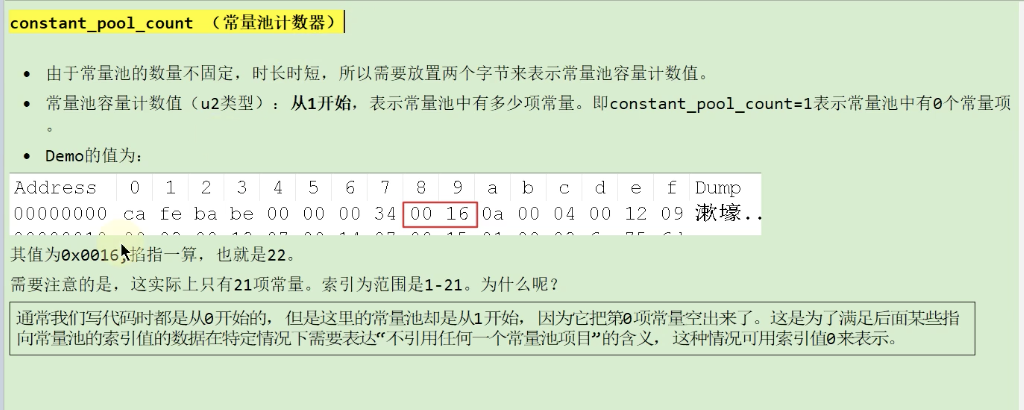 constant_pool_count （常量池计数器）
• 由于常量池的数量不固定，时长时短，所以需要放置两个字节来表示常量池容量计数值。
• 常量池容量计数值（u2类型）：从1开始，表示常量池中有多少项常量。即constant_pool_count=1表示常量池中有0个常量项
。
• Demo的值为：
Address 0 1 2 3 4 5 6 7 8 9 a b c d e f Dump
00000000 ca fe ba be 00 00 00 34 00 16 0a 00 04 00 12 09 漱壕..
其值为0x0016,掐指一算，也就是22。
需要注意的是，这实际上只有21项常量。索引为范围是1-21。为什么呢？
通常我们写代码时都是从0开始的，但是这里的常量池却是从1开始，因为它把第0项常量空出来了。这是为了满足后面某些指
向常量池的索引值的数据在特定情况下需要表达“不引用任何一个常量池项目”的含义，这种情况可用索引值0来表示。